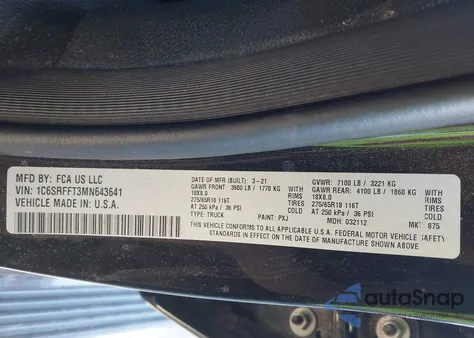 MFD BY: FCA US LLC
VIN: 1C6SRFFT3MN643641
VEHICLE MADE IN: U.S.A.
DATE OF MFR (BUILT): 3-21
GAWR FRONT: 3900 LB / 1770 KG WITH
18X8.0 RIMS
275/65R18 116T TIRES
AT 250 kPa / 36 PSI COLD
TYPE: TRUCK PAINT: PXJ
GVWR: 7100 LB / 3221 KG
GAWR REAR: 4100 LB / 1860 KG WITH
18X8.0 RIMS
275/65R18 116T TIRES
AT 250 kPa / 36 PSI COLD
MDH: 032112 MKT: 875
THIS VEHICLE CONFORMS TO ALL APPLICABLE U.S.A. FEDERAL MOTOR VEHICLE SAFETY
STANDARDS IN EFFECT ON THE DATE OF MANUFACTURE SHOWN ABOVE
autoSnap